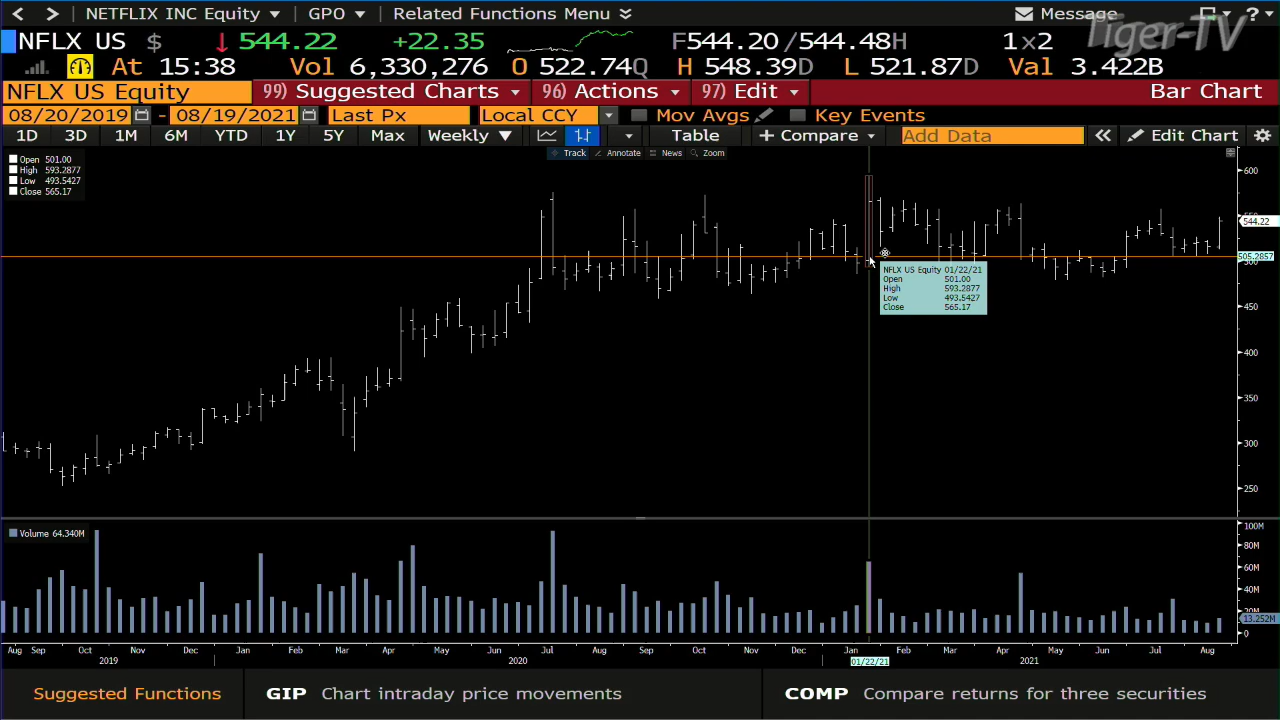 < > NETFLIX INC Equity ▼ GPO ▼ Related Functions Menu Message ?
Tiger-TV
NFLX US $ ↓ 544.22 +22.35 F544.20 /544.48H 1×2
At 15:38 Vol 6,330,276 O 522.74Q H 548.39D L 521.87D Val 3.422B
NFLX US Equity 99) Suggested Charts 96) Actions 97) Edit Bar Chart
08/20/2019 - 08/19/2021 Last Px Local CCY Mov Avgs Key Events
1D 3D 1M 6M YTD 1Y 5Y Max Weekly ▼ Table + Compare Add Data « Edit Chart
Track Annotate News Zoom
Open 501.00
High 593.2877
Low 493.5427
Close 565.17
600
544.22
505.2857
450
400
350
300
250
NFLX US Equity 01/22/21
Open 501.00
High 593.2877
Low 493.5427
Close 565.17
Volume 64.340M
100M
80M
60M
40M
20M
13.252M
0
Aug Sep Oct Nov Dec Jan Feb Mar Apr May Jun Jul Aug Sep Oct Nov Dec Jan 01/22/21 Feb Mar Apr May Jun Jul Aug
2019 2020 2021
Suggested Functions GIP Chart intraday price movements COMP Compare returns for three securities